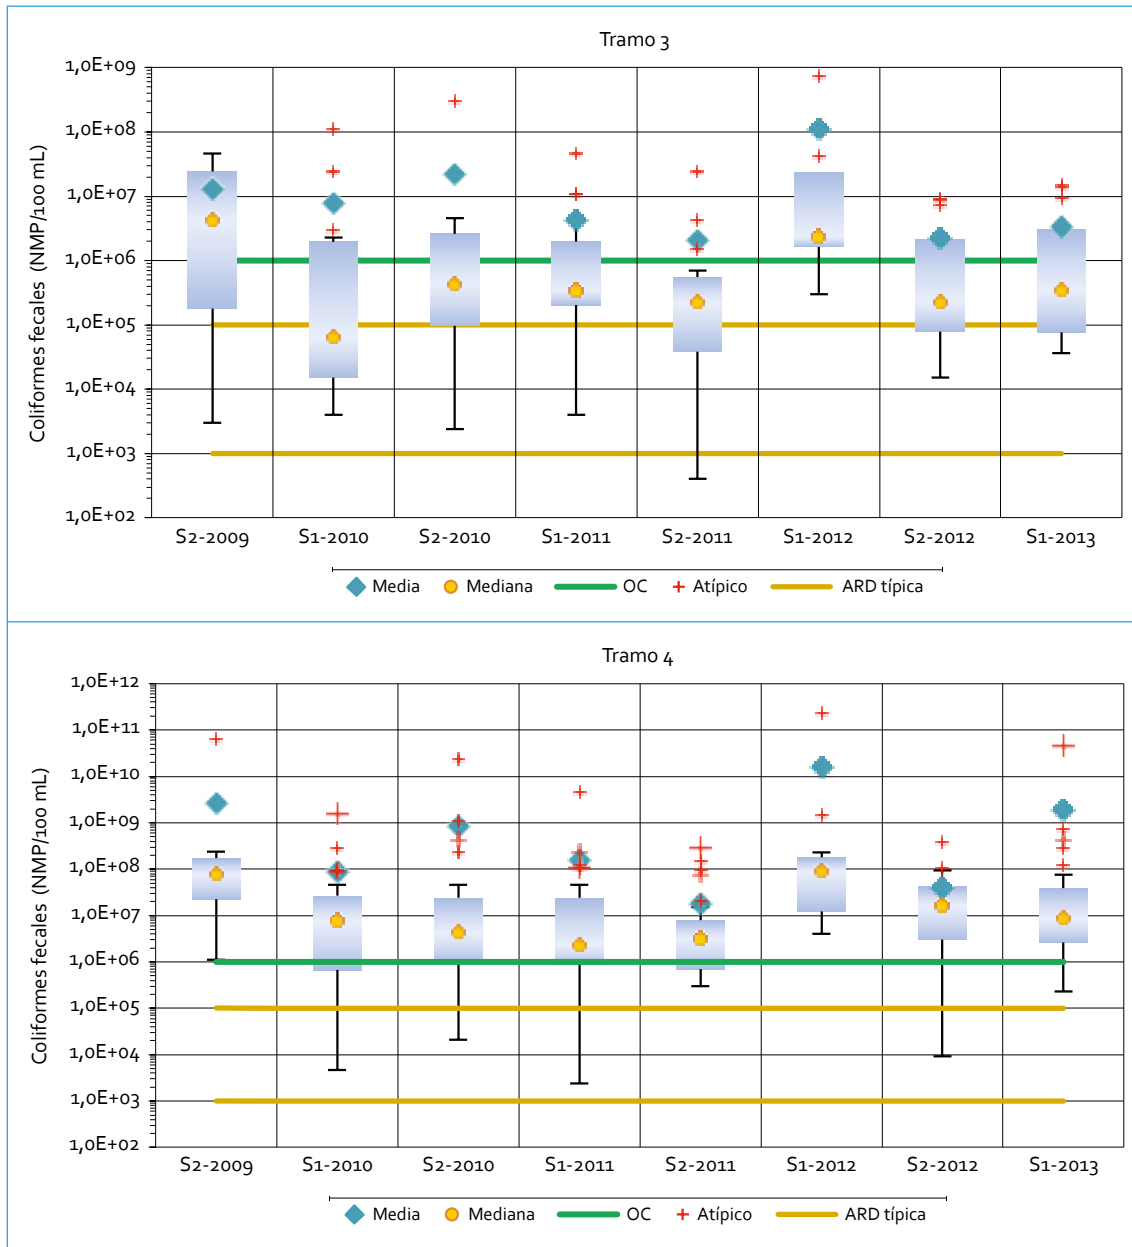 Tramo 3
Coliformes fecales (NMP/100 mL)
1,0E+09
1,0E+08
1,0E+07
1,0E+06
1,0E+05
1,0E+04
1,0E+03
1,0E+02
S2-2009 S1-2010 S2-2010 S1-2011 S2-2011 S1-2012 S2-2012 S1-2013
Media Mediana OC Atípico ARD típica
Tramo 4
Coliformes fecales (NMP/100 mL)
1,0E+12
1,0E+11
1,0E+10
1,0E+09
1,0E+08
1,0E+07
1,0E+06
1,0E+05
1,0E+04
1,0E+03
1,0E+02
S2-2009 S1-2010 S2-2010 S1-2011 S2-2011 S1-2012 S2-2012 S1-2013
Media Mediana OC Atípico ARD típica